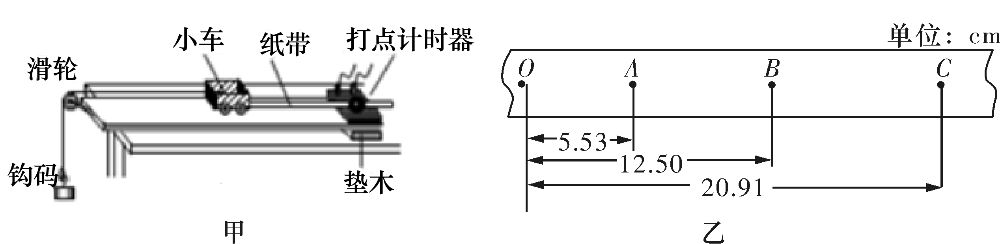 小车
纸带
打点计时器
滑轮
钩码
垫木
甲
单位: cm
O A B C
5.53
12.50
20.91
乙